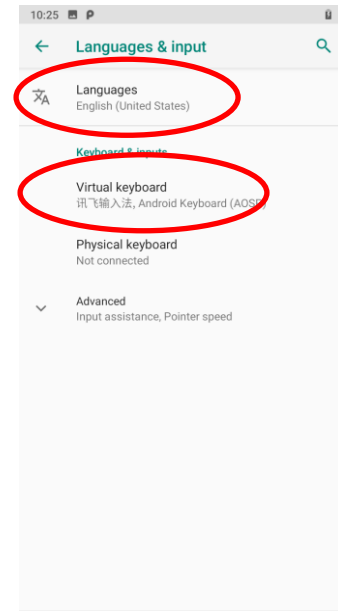 10:25
Languages & input
Languages
English (United States)
Keyboard & inputs
Virtual keyboard
讯飞输入法, Android Keyboard (AOSP)
Physical keyboard
Not connected
Advanced
Input assistance, Pointer speed